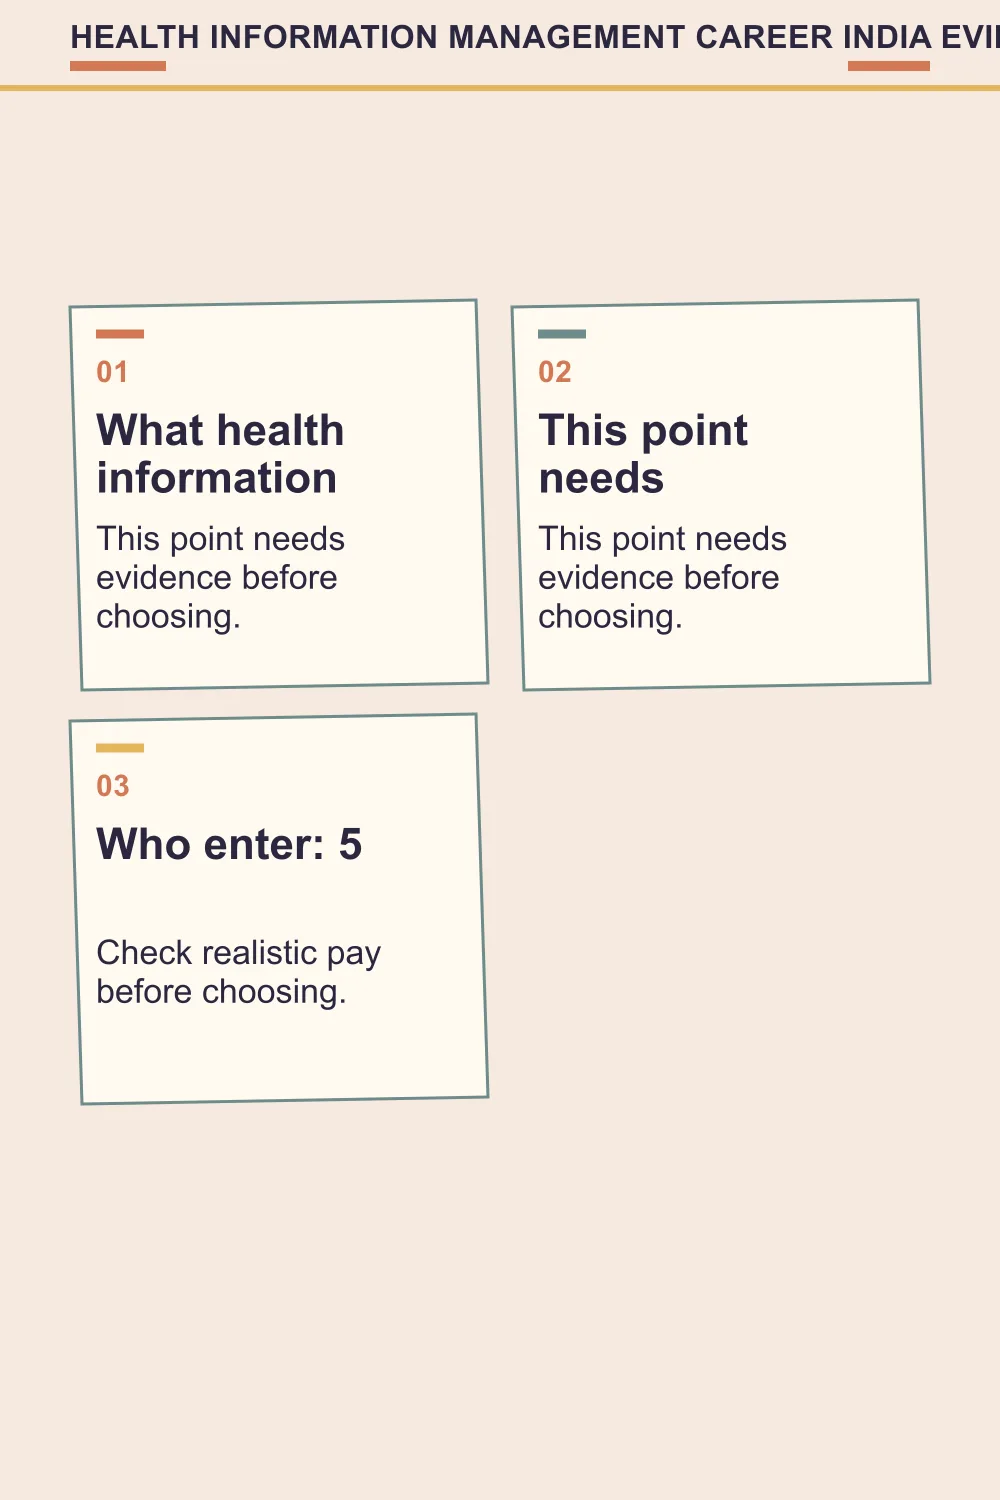 HEALTH INFORMATION MANAGEMENT CAREER INDIA
01
What health
information
This point needs
evidence before
choosing.
02
This point
needs
This point needs
evidence before
choosing.
03
Who enter: 5
Check realistic pay
before choosing.